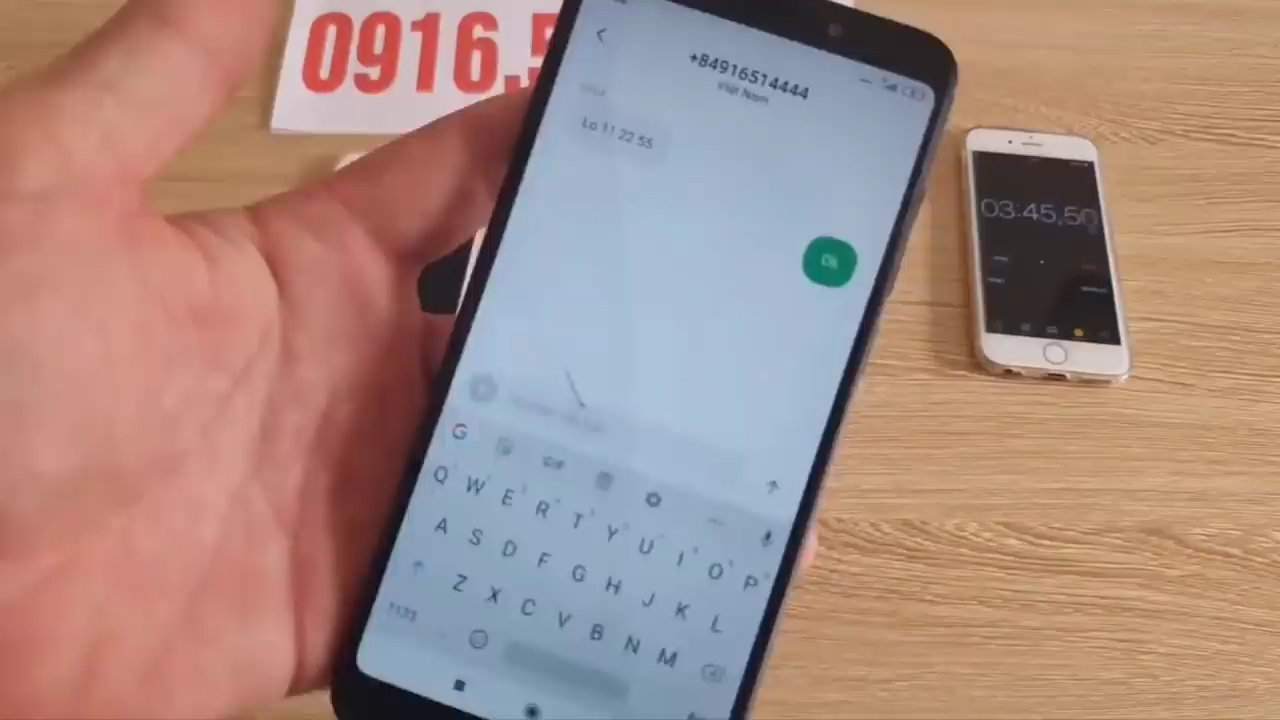 0916.5
+84916514444
Việt Nam
Lo 11 22 55
Ok
03:45,50
G
GIF
Q W E R T Y U I O P
A S D F G H J K L
Z X C V B N M
?123